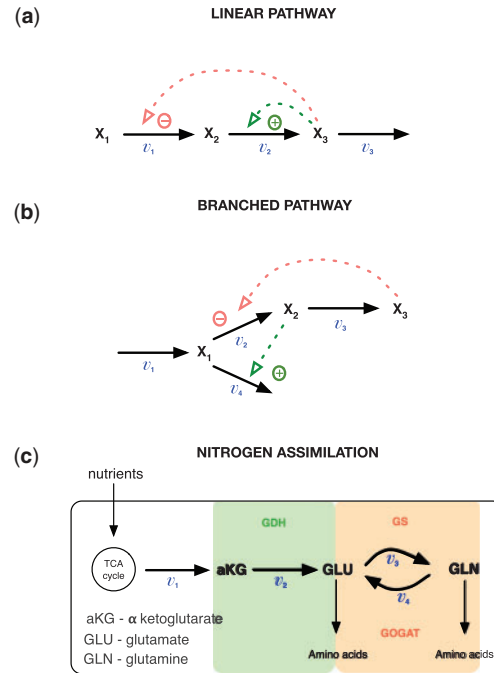 (a)
LINEAR PATHWAY
X1 X2 X3
⊖ ⊕
v1 v2 v3
(b)
BRANCHED PATHWAY
⊖ X2 X3
v3
v2
X1
v1 ⊕
v4
(c)
NITROGEN ASSIMILATION
nutrients
GDH GS
TCA
cycle
v3
aKG GLU GLN
v1 v2 v4
aKG - α ketoglutarate
GLU - glutamate
GLN - glutamine
GOGAT
Amino acids Amino acids